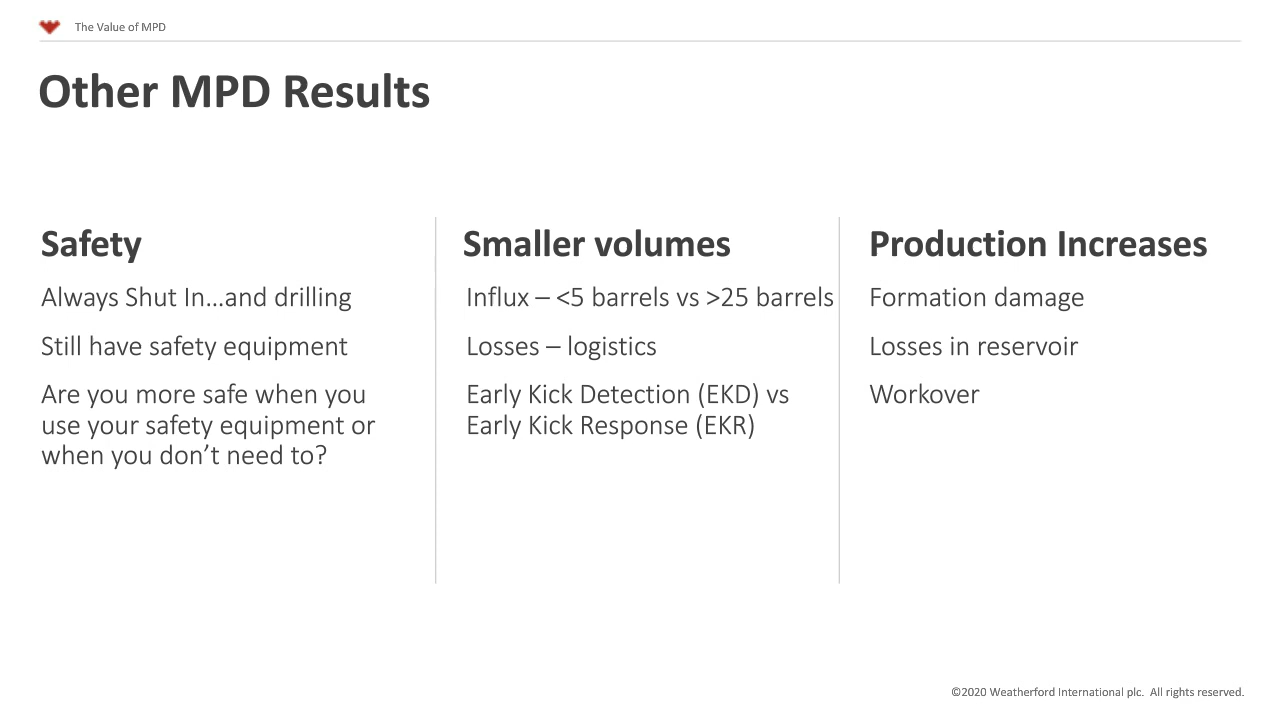 The Value of MPD
Other MPD Results
Safety
Always Shut In…and drilling
Still have safety equipment
Are you more safe when you
use your safety equipment or
when you don’t need to?
Smaller volumes
Influx – <5 barrels vs >25 barrels
Losses – logistics
Early Kick Detection (EKD) vs
Early Kick Response (EKR)
Production Increases
Formation damage
Losses in reservoir
Workover
©2020 Weatherford International plc. All rights reserved.